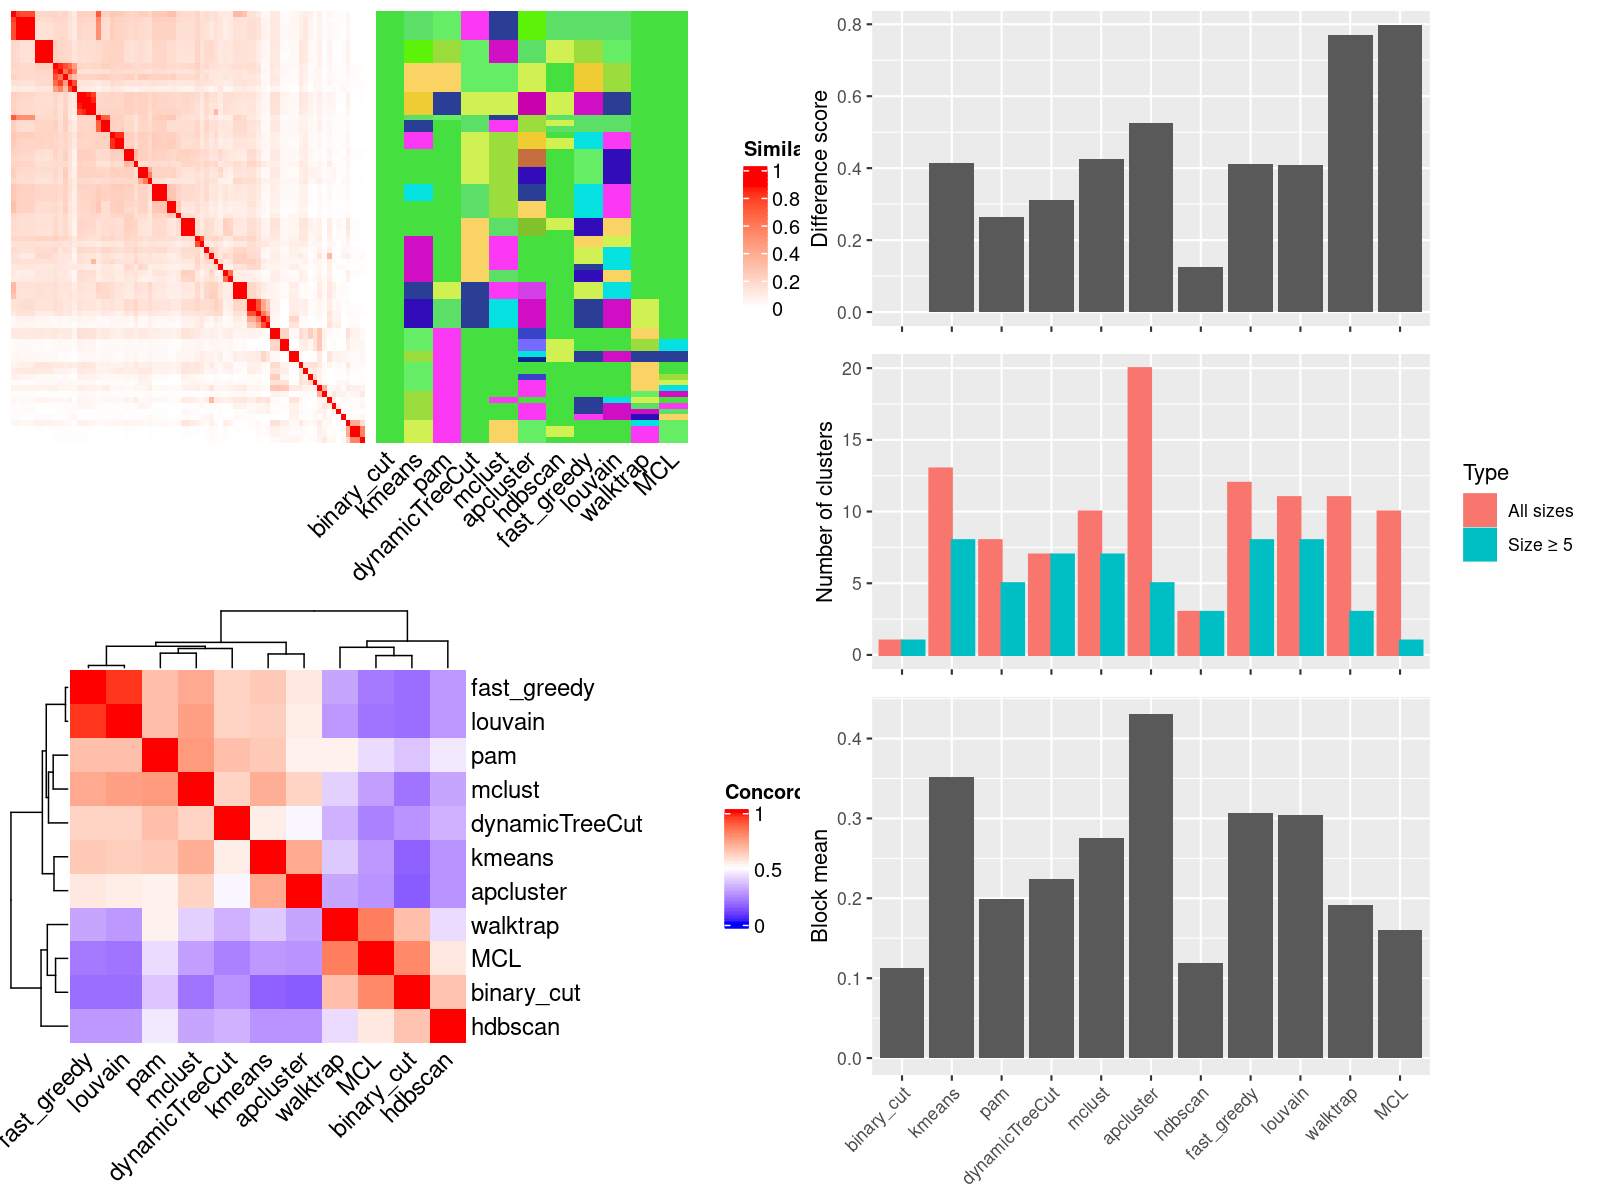 Simila
1
0.8
0.6
0.4
0.2
0
binary_cut
kmeans
pam
dynamicTreeCut
mclust
apcluster
hdbscan
fast_greedy
louvain
walktrap
MCL
fast_greedy
louvain
pam
mclust
dynamicTreeCut
kmeans
apcluster
walktrap
MCL
binary_cut
hdbscan
Concord
1
0.5
0
fast_greedy
louvain
pam
mclust
dynamicTreeCut
kmeans
apcluster
walktrap
MCL
binary_cut
hdbscan
Difference score
0.8
0.6
0.4
0.2
0.0
Number of clusters
20
15
10
5
0
Type
All sizes
Size ≥ 5
Block mean
0.4
0.3
0.2
0.1
0.0
binary_cut
kmeans
pam
dynamicTreeCut
mclust
apcluster
hdbscan
fast_greedy
louvain
walktrap
MCL